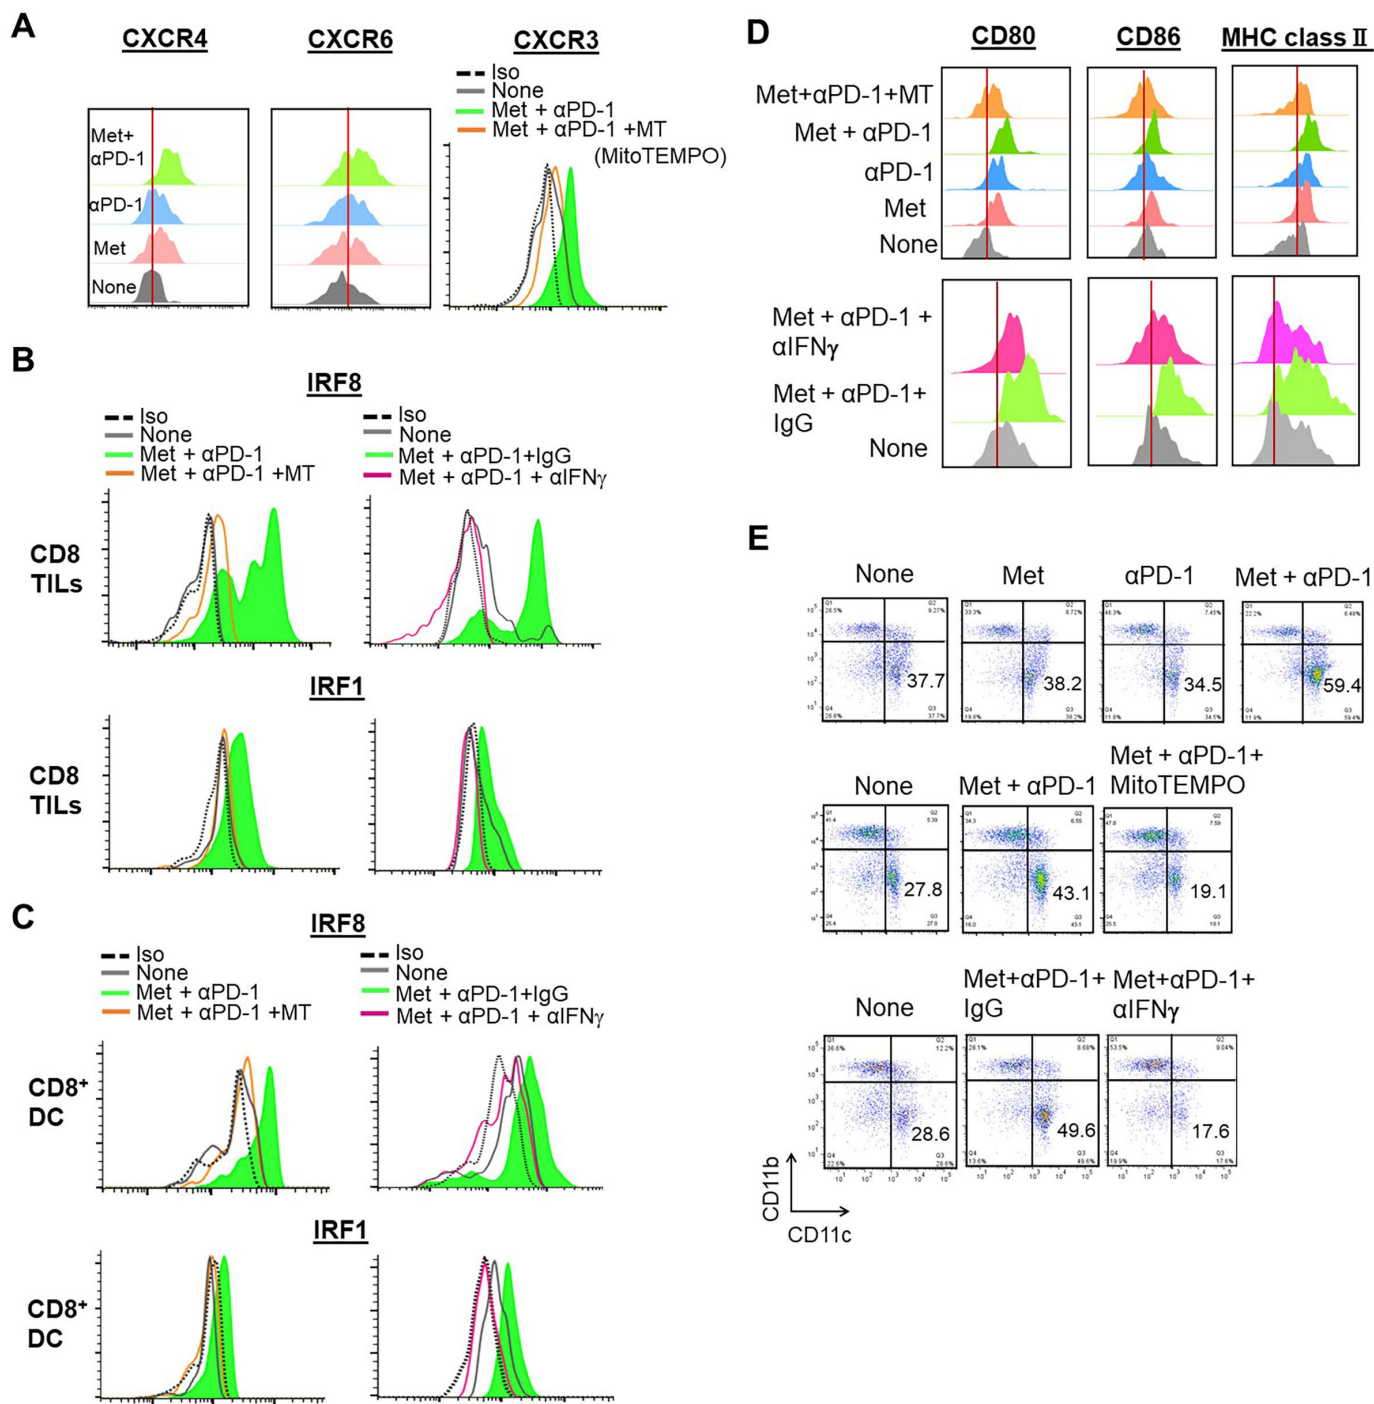 A
CXCR4
CXCR6
CXCR3
Iso
None
Met + αPD-1
Met + αPD-1 +MT
(MitoTEMPO)
Met+
αPD-1
αPD-1
Met
None
B
IRF8
Iso
None
Met + αPD-1
Met + αPD-1 +MT
Iso
None
Met + αPD-1+IgG
Met + αPD-1 + αIFNγ
CD8
TILs
IRF1
CD8
TILs
C
IRF8
Iso
None
Met + αPD-1
Met + αPD-1 +MT
Iso
None
Met + αPD-1+IgG
Met + αPD-1 + αIFNγ
CD8+
DC
IRF1
CD8+
DC
D
CD80
CD86
MHC class Ⅱ
Met+αPD-1+MT
Met + αPD-1
αPD-1
Met
None
Met + αPD-1 +
αIFNγ
Met + αPD-1+
IgG
None
E
None
Met
αPD-1
Met + αPD-1
37.7
38.2
34.5
59.4
None
Met + αPD-1
Met + αPD-1+
MitoTEMPO
27.8
43.1
19.1
None
Met+αPD-1+
IgG
Met+αPD-1+
αIFNγ
28.6
49.6
17.6
CD11b
CD11c